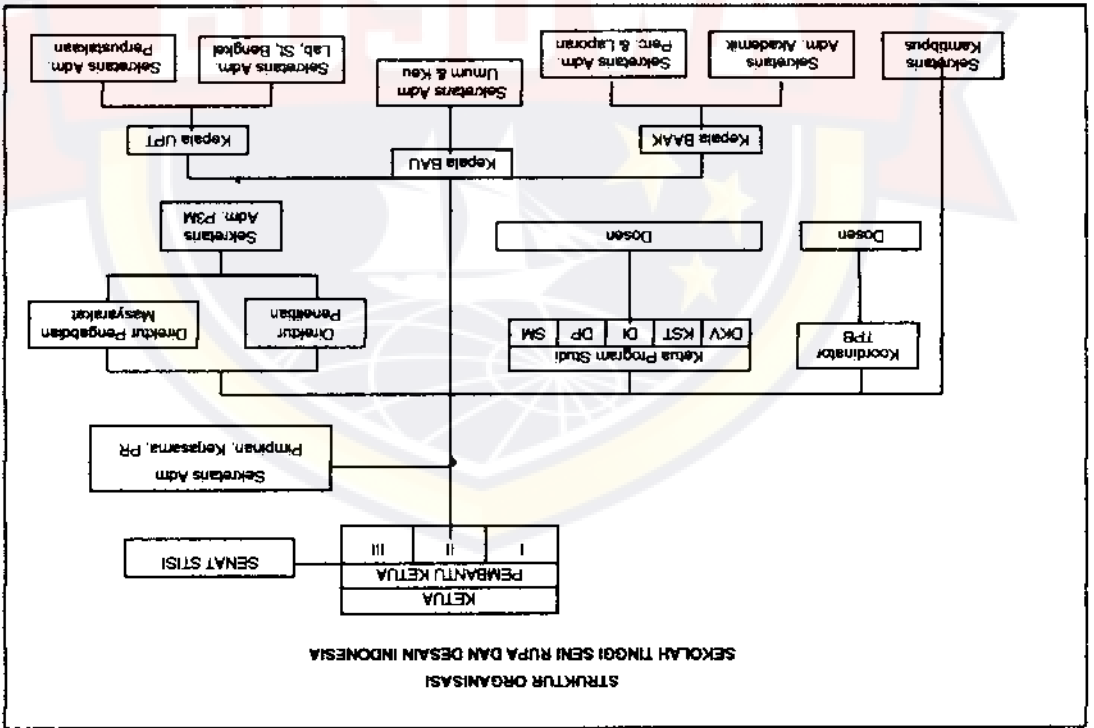 STRUKTUR ORGANISASI
SEKOLAH TINGGI SENI RUPA DAN DESAIN INDONESIA
KETUA
PEMBANTU KETUA
I II III
SENAT STISI
Sekretaris Adm
Pimpinan. Kerjasama, PR
Koordinator
TPB
Ketua Program Studi
DKV KST DI DP SM
Direktur
Penelitian
Direktur Pengabdian
Masyarakat
Dosen
Dosen
Sekretaris
Adm. P3M
Kepala BAAK
Kepala BAU
Kepala UPT
Sekretaris
Kamtibpus
Sekretaris
Adm. Akademik
Sekretaris Adm.
Perc. & Laporan
Sekretaris Adm
Umum & Keu
Sekretaris Adm.
Lab, St, Bengkel
Sekretaris Adm.
Perpustakaan